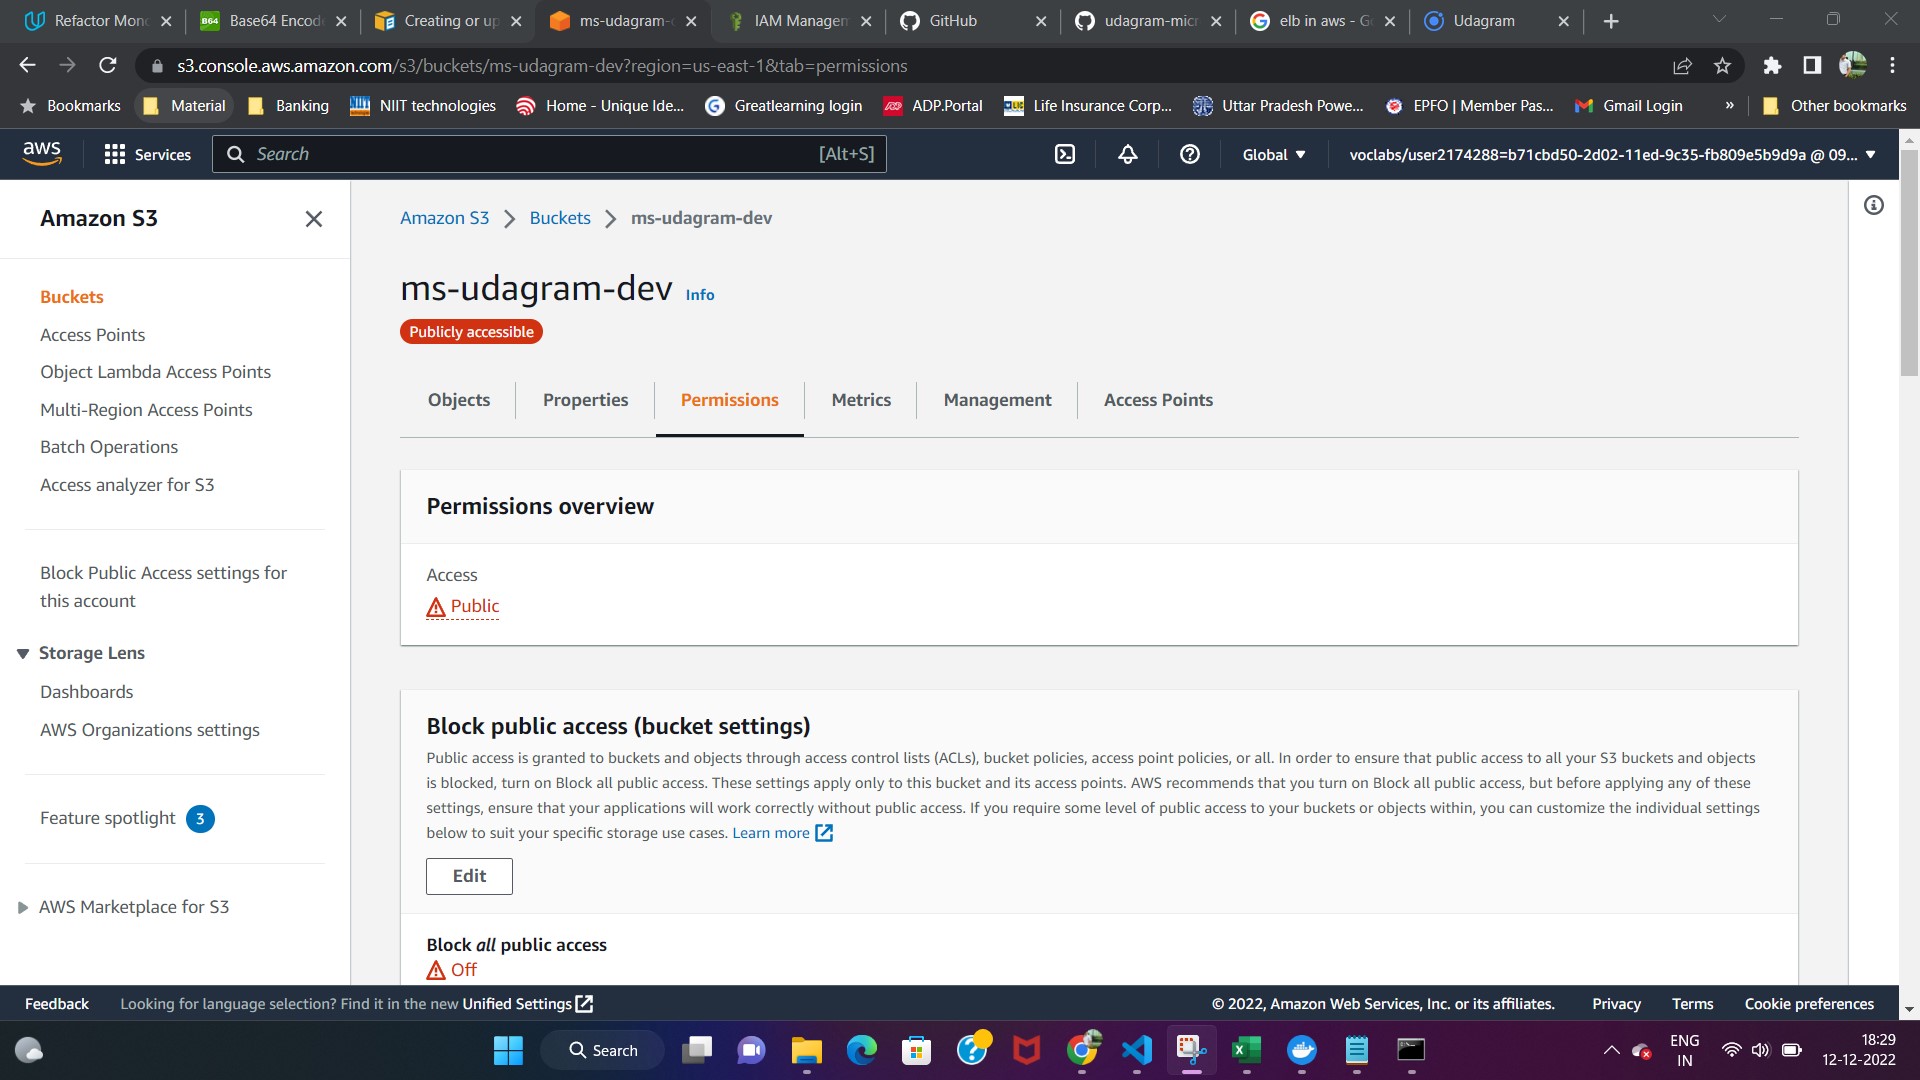 Refactor Mono
B64 Base64 Encode
Creating or up
ms-udagram-d
IAM Managem
GitHub
udagram-micr
elb in aws - Go
Udagram
s3.console.aws.amazon.com/s3/buckets/ms-udagram-dev?region=us-east-1&tab=permissions
Bookmarks
Material
Banking
NIIT technologies
Home - Unique Ide...
Greatlearning login
ADP.Portal
Life Insurance Corp...
Uttar Pradesh Powe...
EPFO | Member Pas...
Gmail Login
»
Other bookmarks
aws
Services
Search
[Alt+S]
Global
voclabs/user2174288=b71cbd50-2d02-11ed-9c35-fb809e5b9d9a @ 09...
Amazon S3
Buckets
Access Points
Object Lambda Access Points
Multi-Region Access Points
Batch Operations
Access analyzer for S3
Block Public Access settings for
this account
Storage Lens
Dashboards
AWS Organizations settings
Feature spotlight 3
AWS Marketplace for S3
Amazon S3 > Buckets > ms-udagram-dev
ms-udagram-dev Info
Publicly accessible
Objects
Properties
Permissions
Metrics
Management
Access Points
Permissions overview
Access
Public
Block public access (bucket settings)
Public access is granted to buckets and objects through access control lists (ACLs), bucket policies, access point policies, or all. In order to ensure that public access to all your S3 buckets and objects
is blocked, turn on Block all public access. These settings apply only to this bucket and its access points. AWS recommends that you turn on Block all public access, but before applying any of these
settings, ensure that your applications will work correctly without public access. If you require some level of public access to your buckets or objects within, you can customize the individual settings
below to suit your specific storage use cases. Learn more
Edit
Block all public access
Off
Feedback
Looking for language selection? Find it in the new Unified Settings
© 2022, Amazon Web Services, Inc. or its affiliates.
Privacy
Terms
Cookie preferences
Search
ENG
IN
18:29
12-12-2022